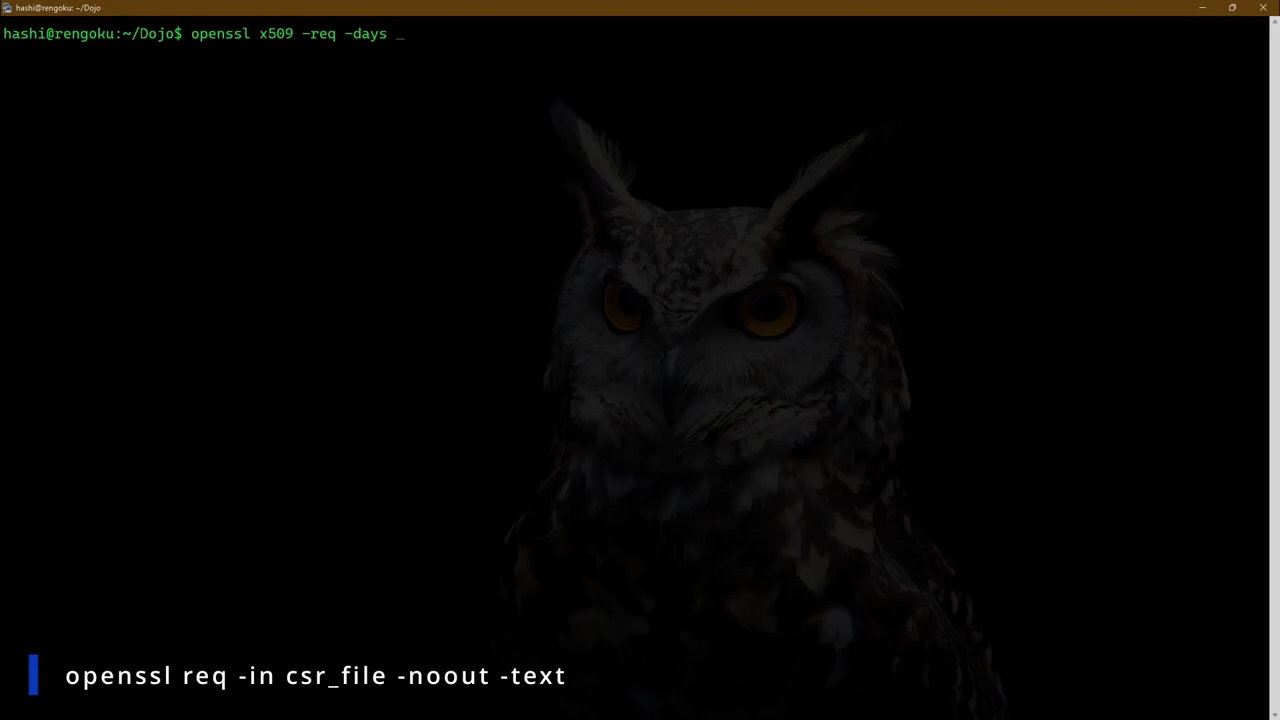 hashi@rengoku: ~/Dojo
hashi@rengoku:~/Dojo$ openssl x509 -req -days _
openssl req -in csr_file -noout -text